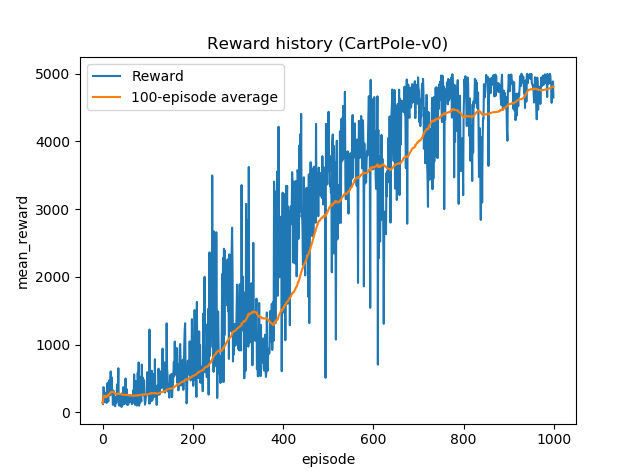 Reward history (CartPole-v0)
Reward
100-episode average
mean_reward
5000
4000
3000
2000
1000
0
0 200 400 600 800 1000
episode